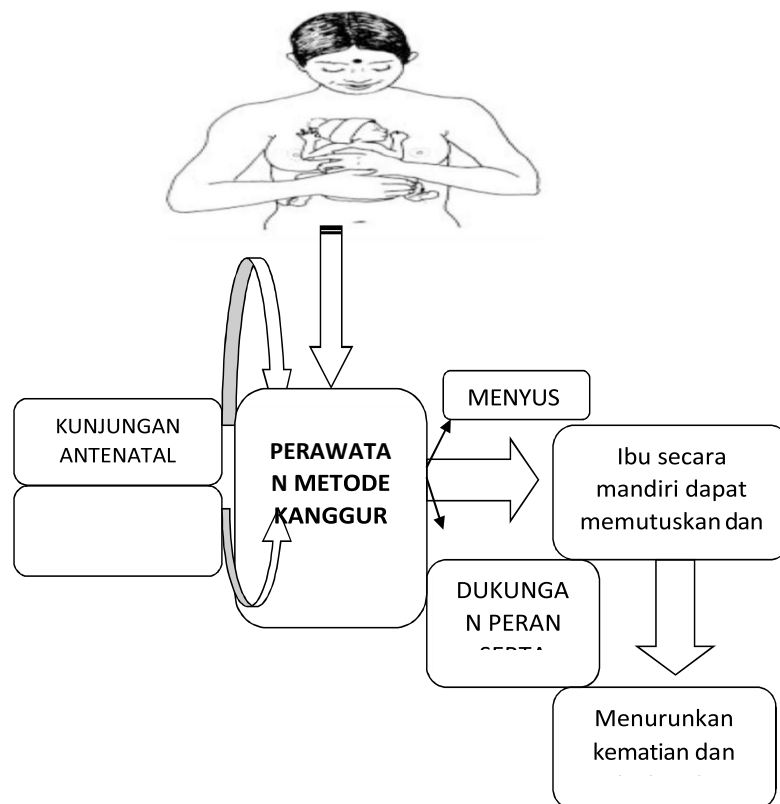 MENYUS
KUNJUNGAN
ANTENATAL
PERAWATA
N METODE
KANGGUR
Ibu secara
mandiri dapat
memutuskan dan
DUKUNGA
N PERAN
Menurunkan
kematian dan